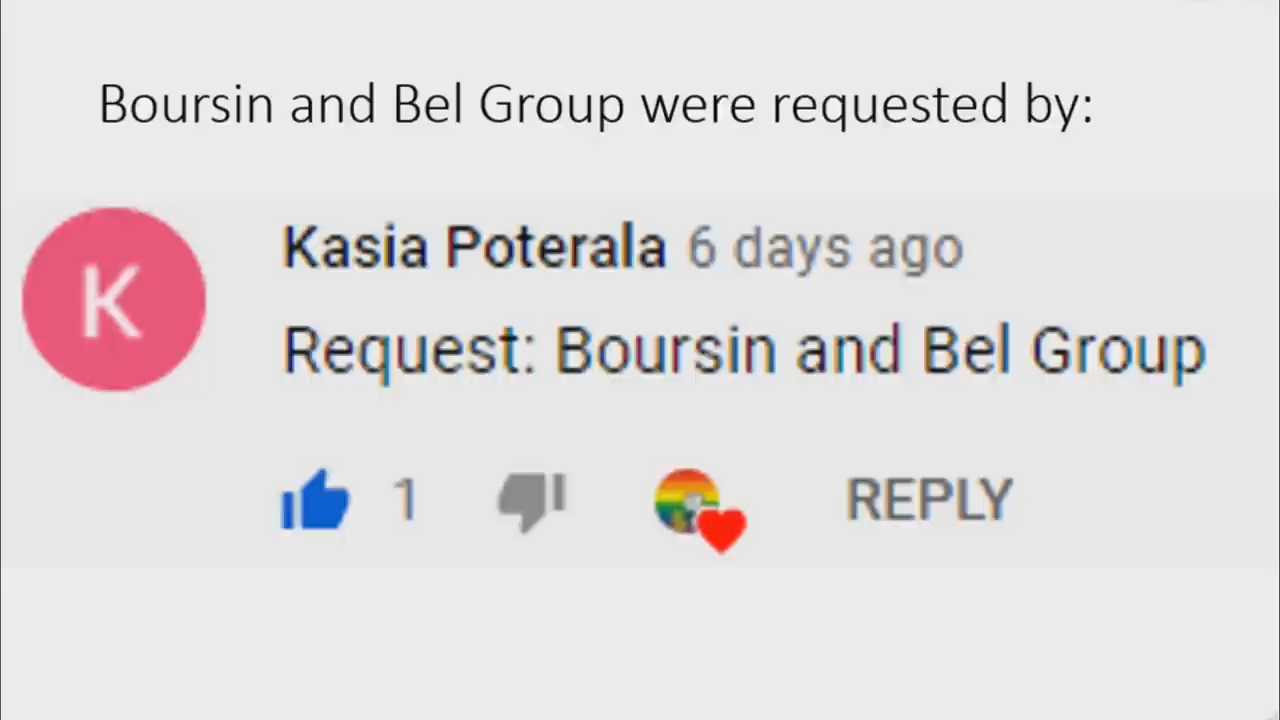 Boursin and Bel Group were requested by:
K
Kasia Poterala 6 days ago
Request: Boursin and Bel Group
1 REPLY